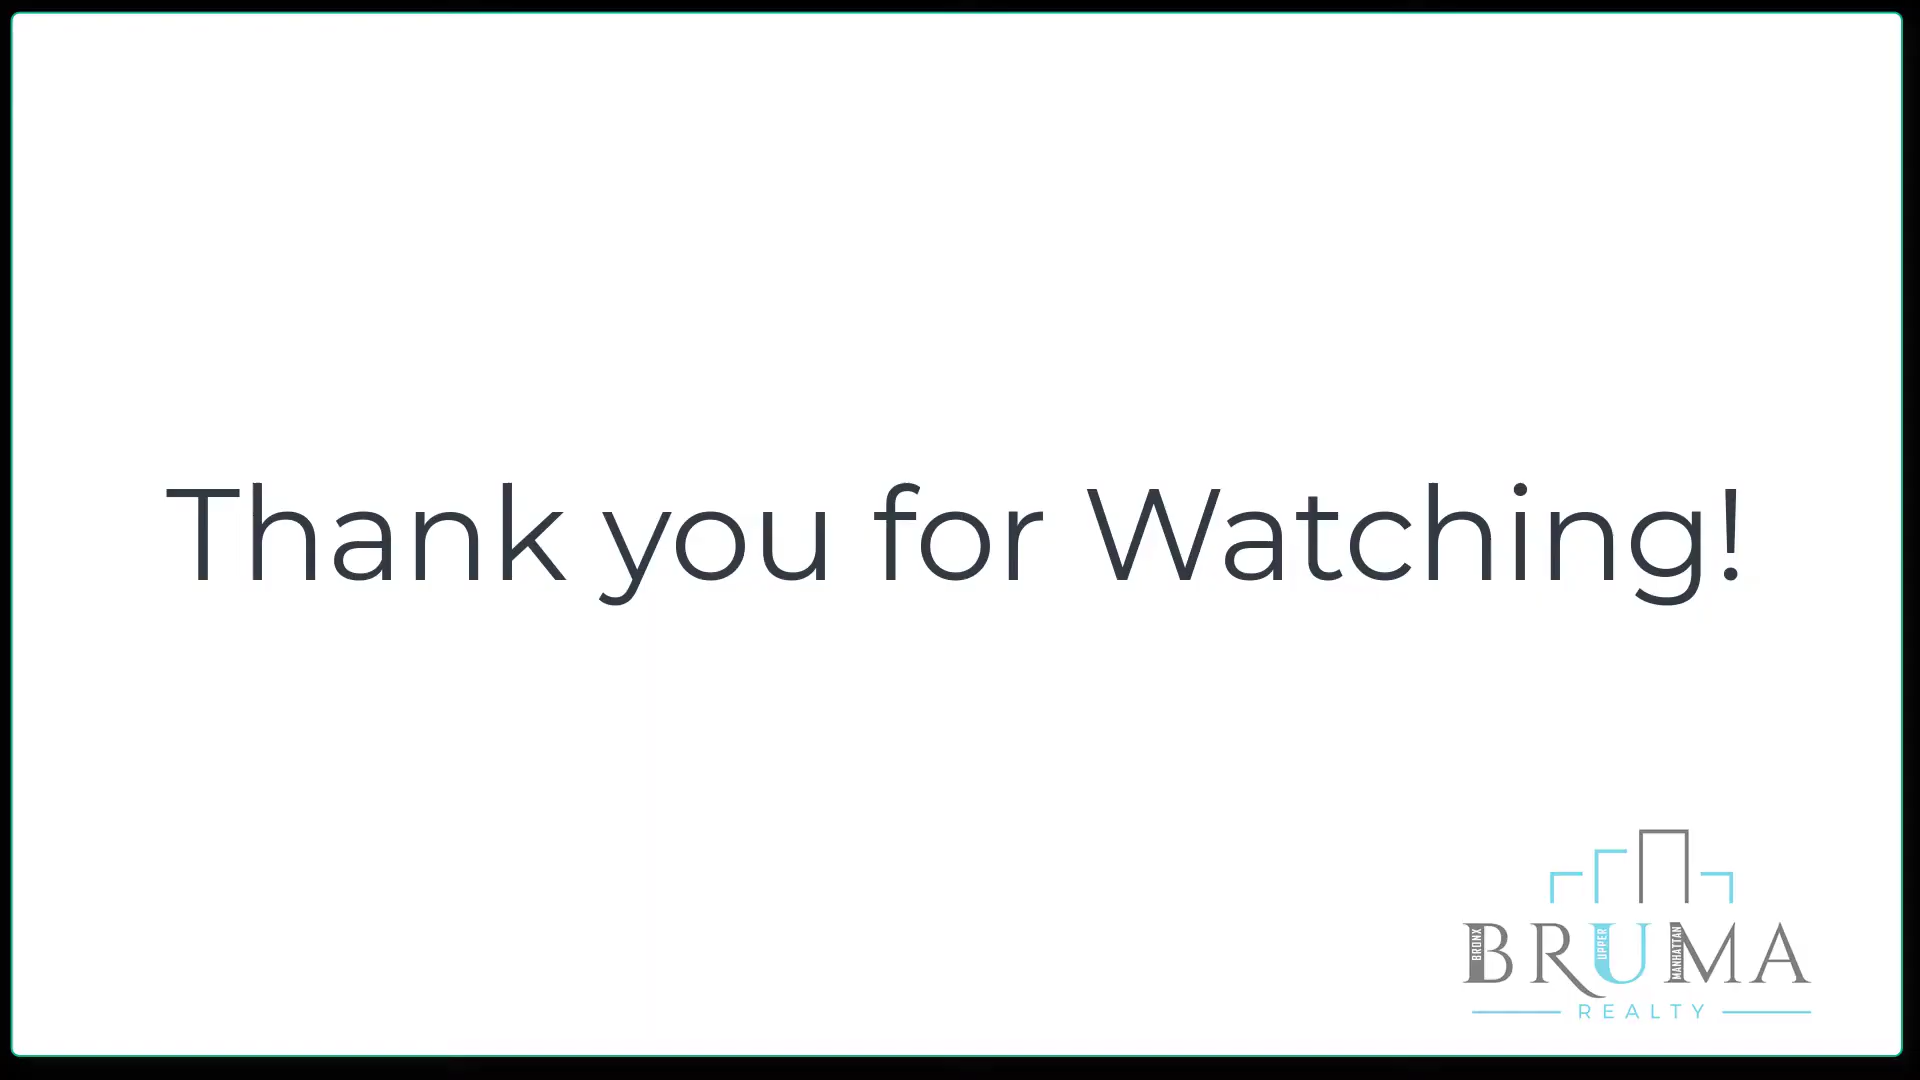 Thank you for Watching!
BRUMA
BRONX
UPPER
MANHATTAN
REALTY